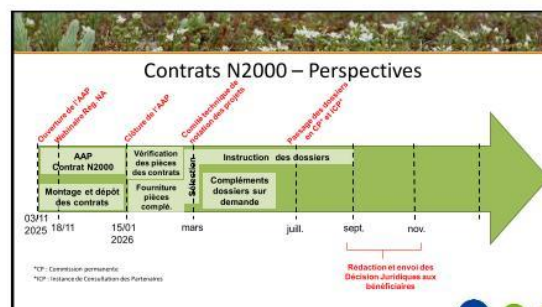 Contrats N2000 – Perspectives
Ouverture de l'AAP
Webinaire Reg. NA
Clôture de l'AAP
Comité technique de
notation des projets
Passage des dossiers
en CP* et ICP*
AAP
Contrat N2000
Vérification
des pièces
des contrats
Sélection
Instruction des dossiers
Montage et dépôt
des contrats
Fourniture
pièces
complé.
Compléments
dossiers sur
demande
03/11
2025
18/11
15/01
2026
mars
juill.
sept.
nov.
Rédaction et envoi des
Décision Juridiques aux
bénéficiaires
*CP : Commission permanente
*ICP : Instance de Consultation des Partenaires